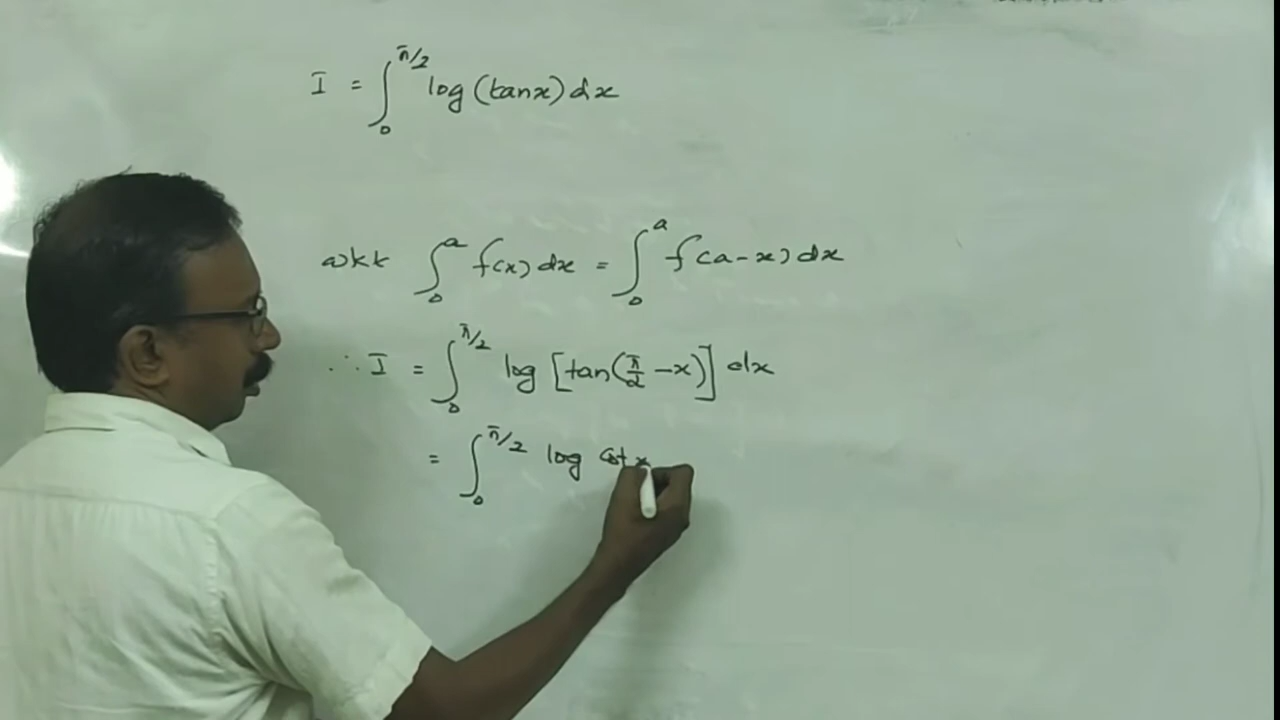 I = ∫₀^π/2 log (tanx) dx
wkt ∫₀^a f(x) dx = ∫₀^a f(a-x) dx
∴ I = ∫₀^π/2 log [tan(π/2 -x)] dx
= ∫₀^π/2 log cot x